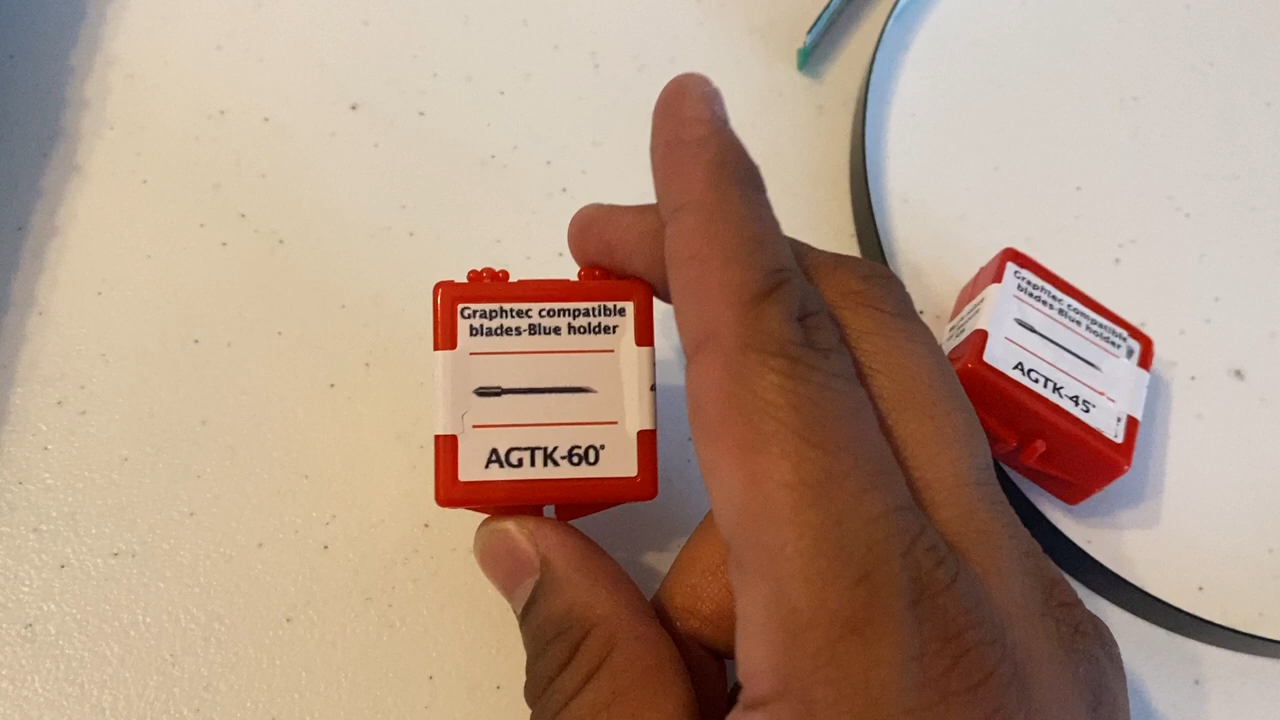 Graphtec compatible
blades-Blue holder
AGTK-60°
Graphtec compatible
blades-Blue holder
AGTK-45°